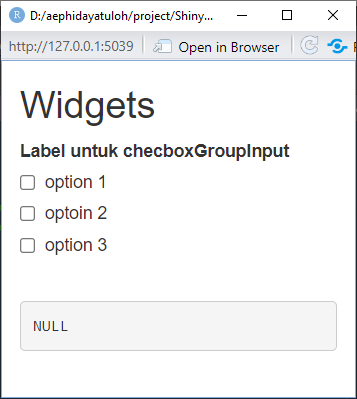 R D:/aephidayatuloh/project/Shiny...
http://127.0.0.1:5039 Open in Browser
Widgets
Label untuk checboxGroupInput
option 1
optoin 2
option 3
NULL